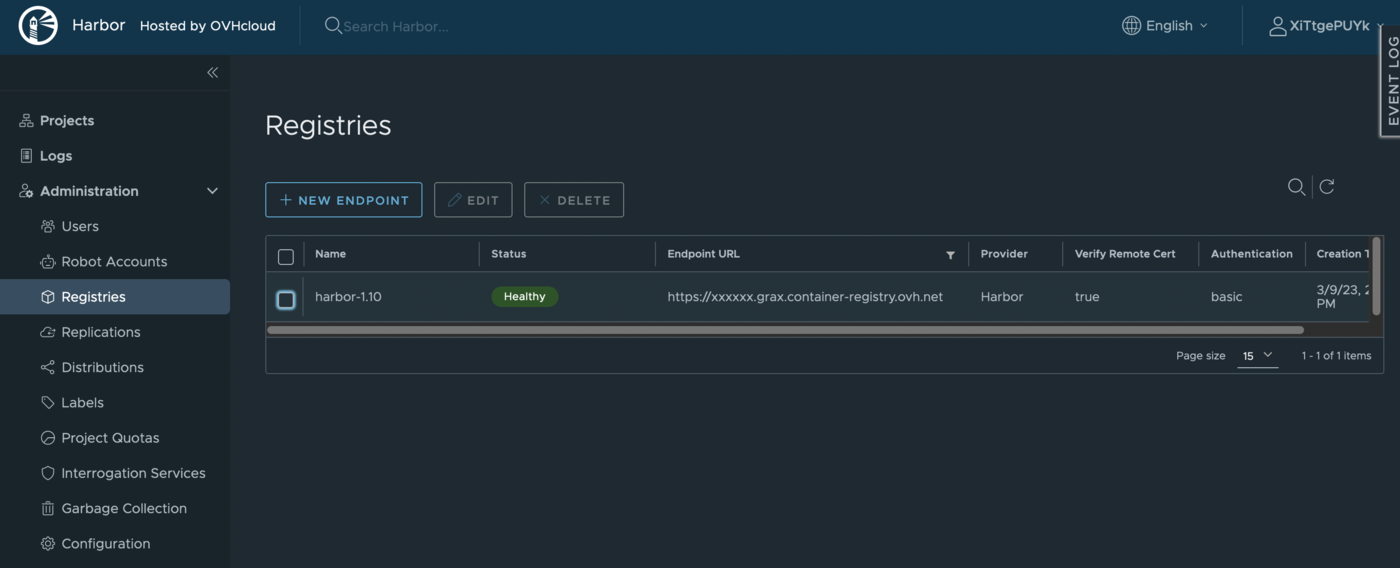 Harbor Hosted by OVHcloud Search Harbor... English XiTtgePUYk
EVENT LOG
Projects
Logs
Administration
Users
Robot Accounts
Registries
Replications
Distributions
Labels
Project Quotas
Interrogation Services
Garbage Collection
Configuration
Registries
+ NEW ENDPOINT EDIT DELETE
Name Status Endpoint URL Provider Verify Remote Cert Authentication Creation
harbor-1.10 Healthy https://xxxxxx.grax.container-registry.ovh.net Harbor true basic 3/9/23,
PM
Page size 15 1 - 1 of 1 items